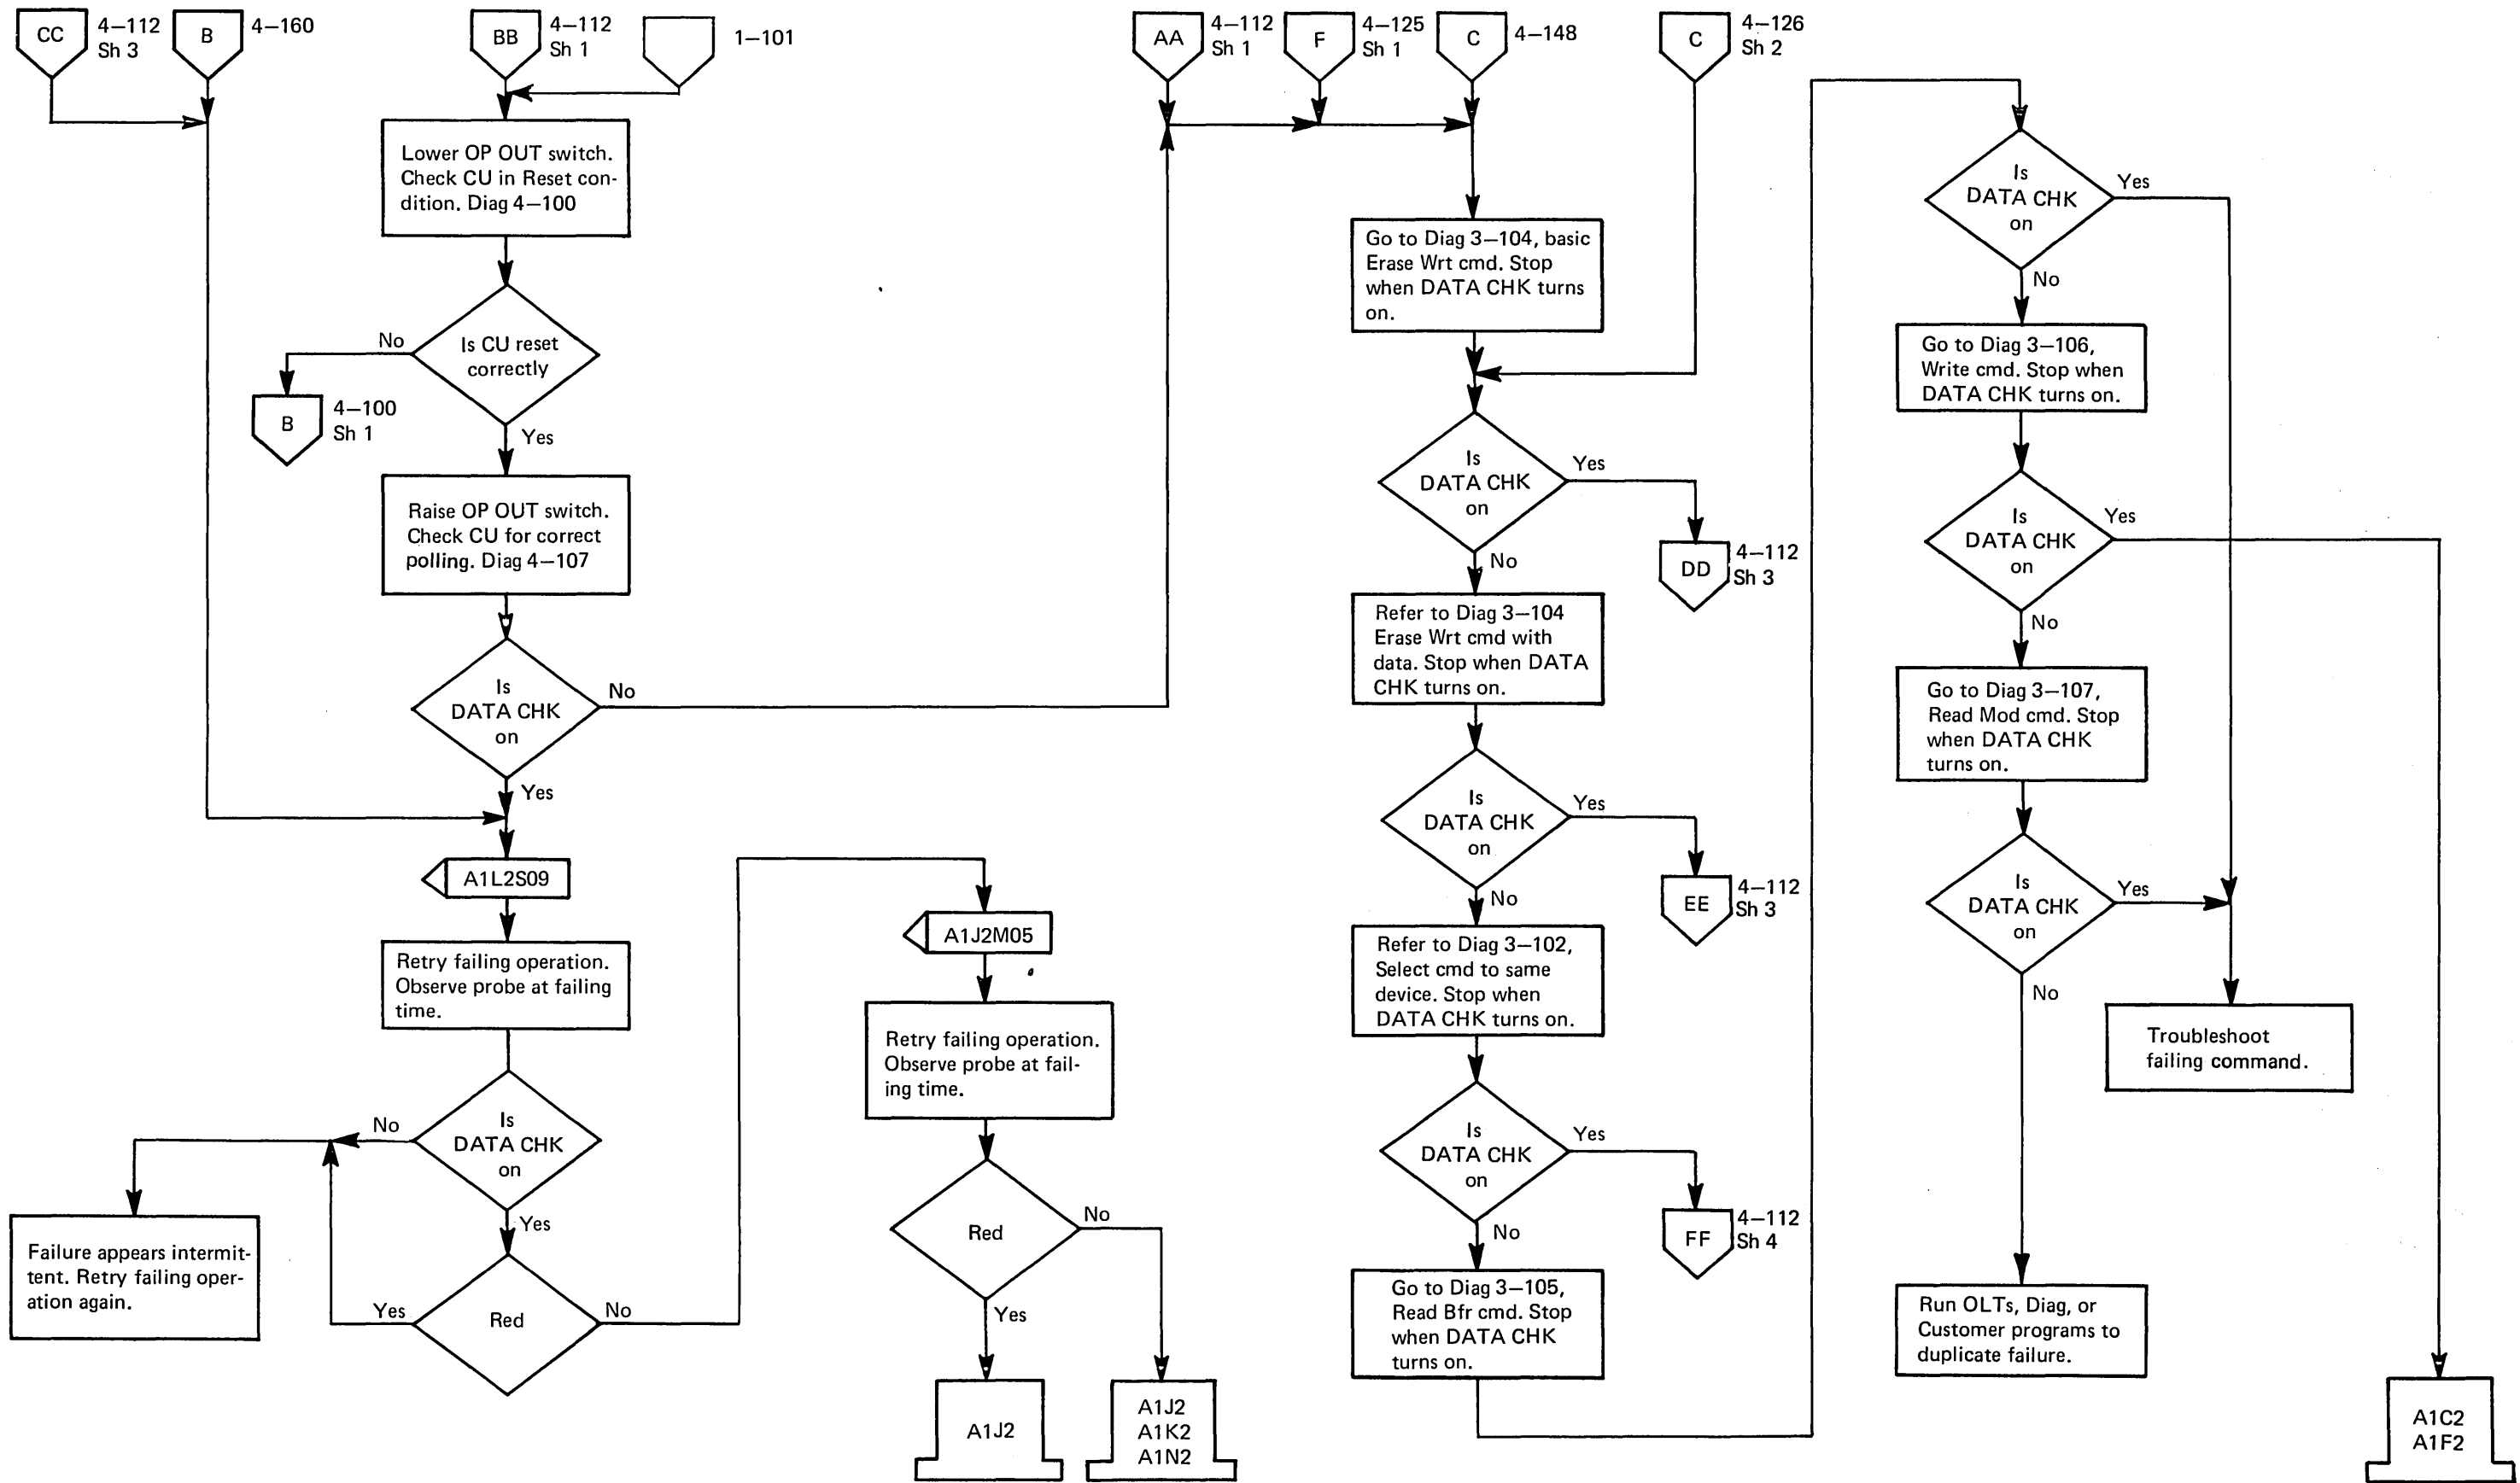 CC
4–112
Sh 3
B
4–160
BB
4–112
Sh 1
1–101
Lower OP OUT switch.
Check CU in Reset con-
dition. Diag 4–100
Is CU reset
correctly
No
B
4–100
Sh 1
Yes
Raise OP OUT switch.
Check CU for correct
polling. Diag 4–107
Is
DATA CHK
on
No
Yes
A1L2S09
Retry failing operation.
Observe probe at failing
time.
Is
DATA CHK
on
No
Failure appears intermit-
tent. Retry failing oper-
ation again.
Yes
Red
Yes
No
A1J2M05
Retry failing operation.
Observe probe at fail-
ing time.
Red
No
Yes
A1J2
A1J2
A1K2
A1N2
AA
4–112
Sh 1
F
4–125
Sh 1
C
4–148
C
4–126
Sh 2
Go to Diag 3–104, basic
Erase Wrt cmd. Stop
when DATA CHK turns
on.
Is
DATA CHK
on
Yes
DD
4–112
Sh 3
No
Refer to Diag 3–104
Erase Wrt cmd with
data. Stop when DATA
CHK turns on.
Is
DATA CHK
on
Yes
EE
4–112
Sh 3
No
Refer to Diag 3–102,
Select cmd to same
device. Stop when
DATA CHK turns on.
Is
DATA CHK
on
Yes
FF
4–112
Sh 4
No
Go to Diag 3–105,
Read Bfr cmd. Stop
when DATA CHK
turns on.
Is
DATA CHK
on
Yes
No
Go to Diag 3–106,
Write cmd. Stop when
DATA CHK turns on.
Is
DATA CHK
on
Yes
No
Go to Diag 3–107,
Read Mod cmd. Stop
when DATA CHK
turns on.
Is
DATA CHK
on
Yes
No
Troubleshoot
failing command.
Run OLTs, Diag, or
Customer programs to
duplicate failure.
A1C2
A1F2